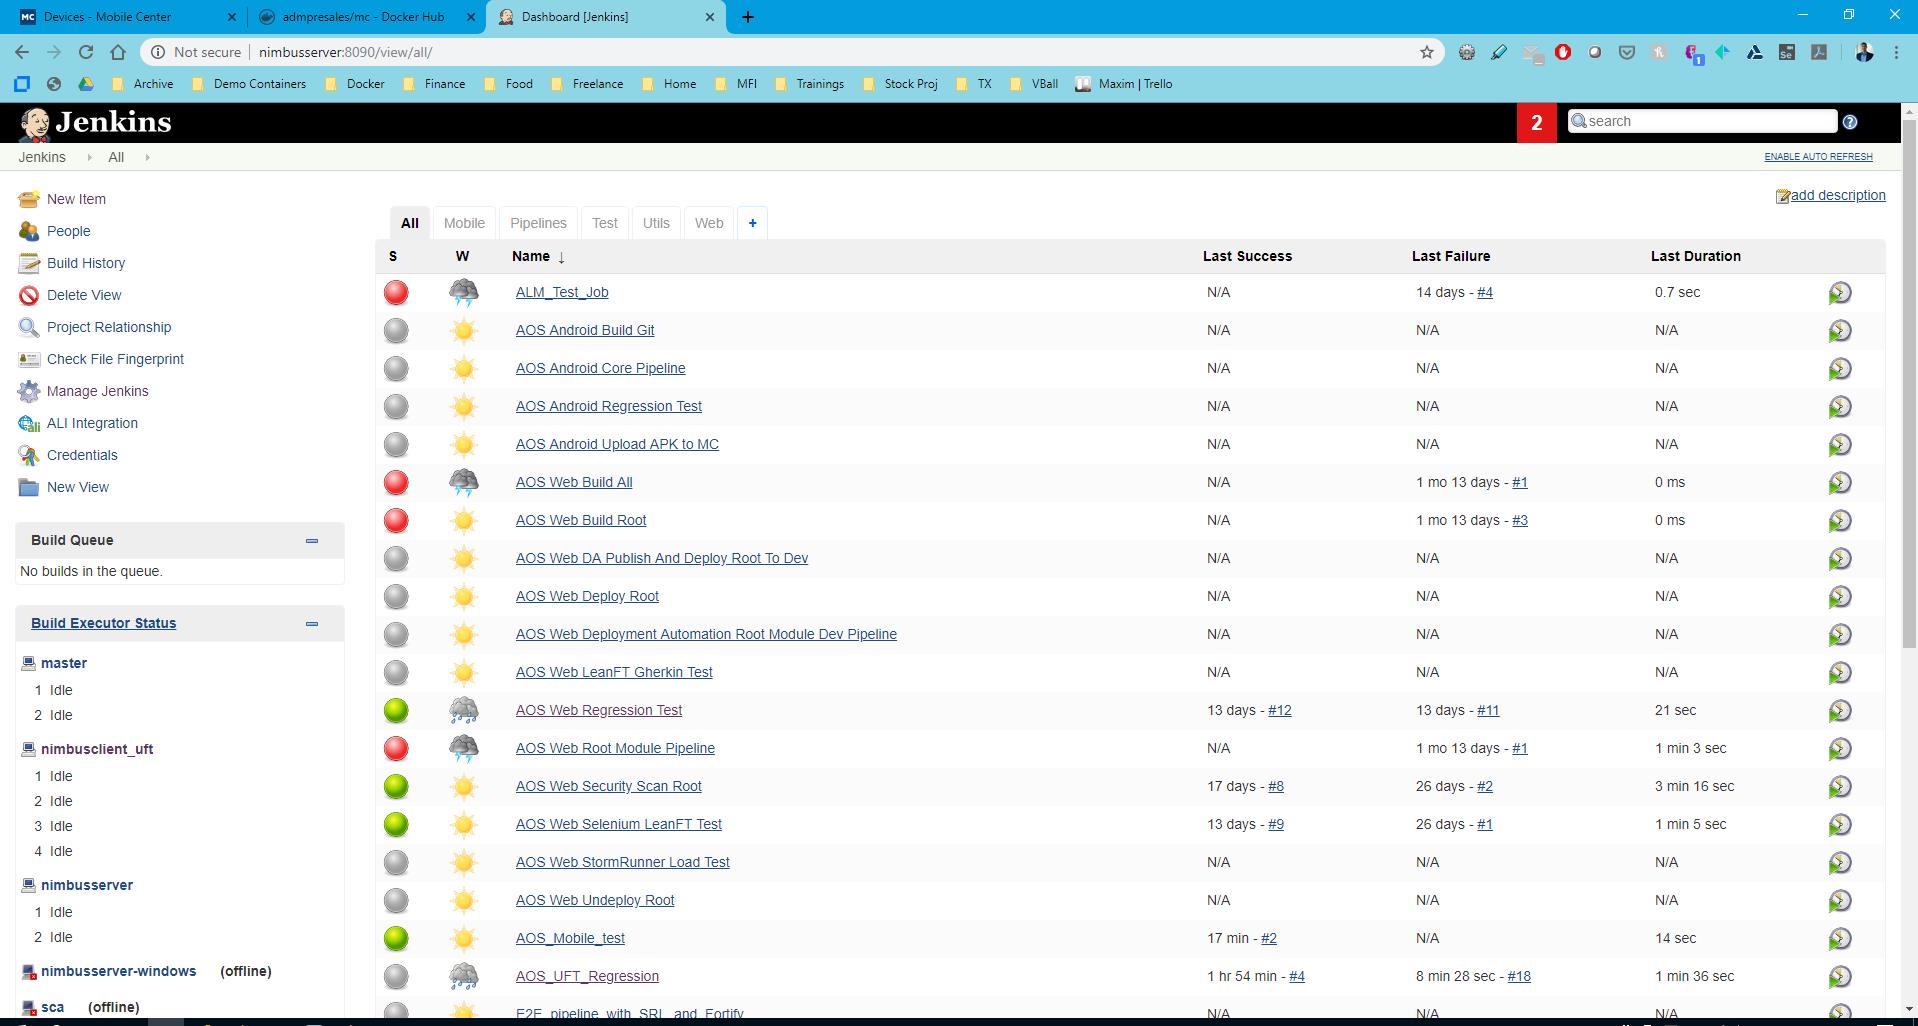 Devices - Mobile Center
admpresales/mc - Docker Hub
Dashboard [Jenkins]
Not secure nimbusserver:8090/view/all/
Archive Demo Containers Docker Finance Food Freelance Home MFI Trainings Stock Proj TX VBall Maxim | Trello
Jenkins 2 search
Jenkins All ENABLE AUTO REFRESH
add description
New Item
People
Build History
Delete View
Project Relationship
Check File Fingerprint
Manage Jenkins
ALI Integration
Credentials
New View
Build Queue
No builds in the queue.
Build Executor Status
master
1 Idle
2 Idle
nimbusclient_uft
1 Idle
2 Idle
3 Idle
4 Idle
nimbusserver
1 Idle
2 Idle
nimbusserver-windows (offline)
sca (offline)
All Mobile Pipelines Test Utils Web +
S W Name ↓ Last Success Last Failure Last Duration
ALM_Test_Job N/A 14 days - #4 0.7 sec
AOS Android Build Git N/A N/A N/A
AOS Android Core Pipeline N/A N/A N/A
AOS Android Regression Test N/A N/A N/A
AOS Android Upload APK to MC N/A N/A N/A
AOS Web Build All N/A 1 mo 13 days - #1 0 ms
AOS Web Build Root N/A 1 mo 13 days - #3 0 ms
AOS Web DA Publish And Deploy Root To Dev N/A N/A N/A
AOS Web Deploy Root N/A N/A N/A
AOS Web Deployment Automation Root Module Dev Pipeline N/A N/A N/A
AOS Web LeanFT Gherkin Test N/A N/A N/A
AOS Web Regression Test 13 days - #12 13 days - #11 21 sec
AOS Web Root Module Pipeline N/A 1 mo 13 days - #1 1 min 3 sec
AOS Web Security Scan Root 17 days - #8 26 days - #2 3 min 16 sec
AOS Web Selenium LeanFT Test 13 days - #9 26 days - #1 1 min 5 sec
AOS Web StormRunner Load Test N/A N/A N/A
AOS Web Undeploy Root N/A N/A N/A
AOS_Mobile_test 17 min - #2 N/A 14 sec
AOS_UFT_Regression 1 hr 54 min - #4 8 min 28 sec - #18 1 min 36 sec
E2E_pipeline_with_SRL_and_Fortify N/A N/A N/A